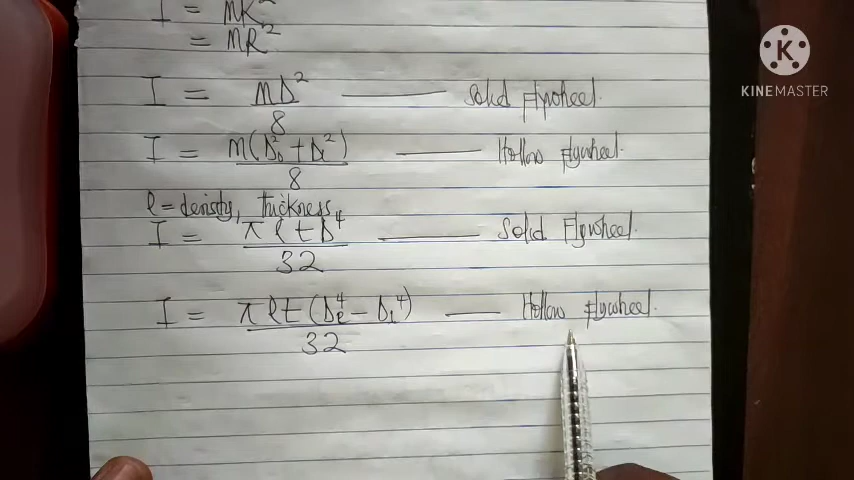 I = mK²
= mR²
I = mD²/8 — Solid flywheel.
I = m(D₀² + Dᵢ²)/8 — Hollow flywheel.
ρ = density, thickness
I = πρtD⁴/32 — Solid Flywheel.
I = πρt(Dₑ⁴ − Dᵢ⁴)/32 — Hollow flywheel.
K
KINEMASTER